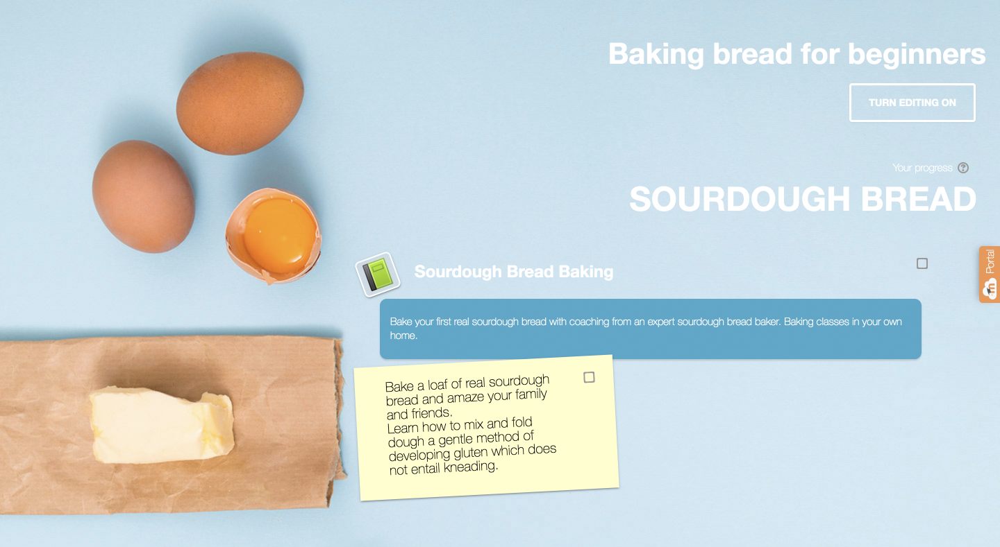 Baking bread for beginners
TURN EDITING ON
Your progress ?
SOURDOUGH BREAD
Sourdough Bread Baking
Portal
m
Bake your first real sourdough bread with coaching from an expert sourdough bread baker. Baking classes in your own
home.
Bake a loaf of real sourdough
bread and amaze your family
and friends.
Learn how to mix and fold
dough a gentle method of
developing gluten which does
not entail kneading.